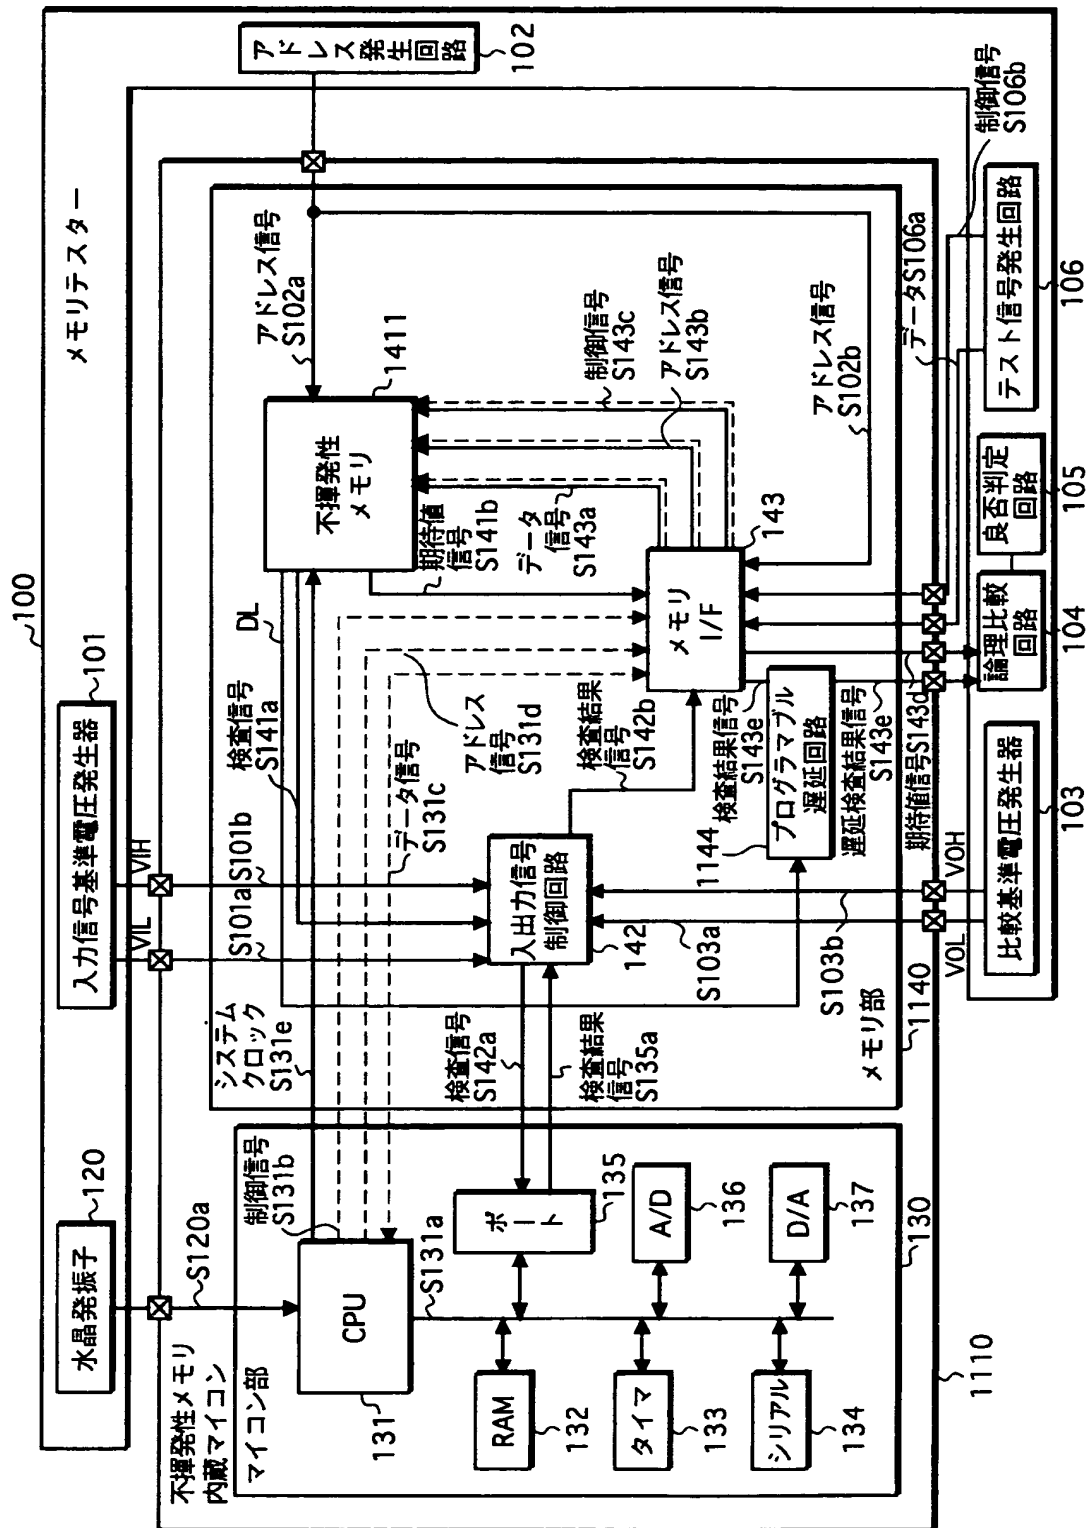 100
メモリテスター
水晶発振子
120
S120a
入力信号基準電圧発生器
101
VIL
VIH
S101a
S101b
アドレス発生回路
102
不揮発性メモリ
内蔵マイコン
マイコン部
CPU
131
制御信号
S131b
S131a
RAM
132
タイマ
133
シリアル
134
ポート
135
A/D
136
D/A
137
130
1110
システム
クロック
S131e
検査信号
S141a
DL
アドレス信号
S102a
不揮発性
メモリ
1411
期待値
信号
S141b
データ
信号
S143a
制御信号
S143c
アドレス信号
S143b
アドレス信号
S102b
データ信号
S131c
アドレス
信号
S131d
検査信号
S142a
検査結果
信号
S135a
入出力信号
制御回路
142
検査結果
信号
S142b
メモリ
I/F
143
検査結果信号
S143e
1144
プログラマブル
遅延回路
遅延検査結果信号
S143e
期待値信号S143d
S103a
S103b
メモリ部
1140
VOL
VOH
比較基準電圧発生器
103
論理比較
回路
104
良否判定
回路
105
データS106a
制御信号
S106b
テスト信号発生回路
106